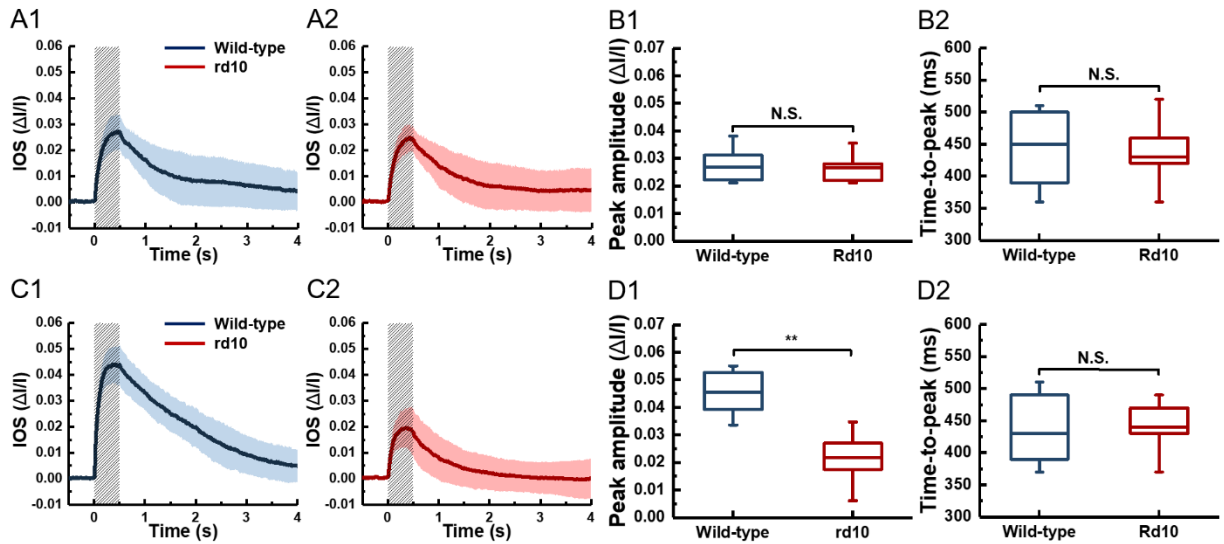 A1
0.06
0.05
0.04
0.03
0.02
0.01
0.00
-0.01
IOS (ΔI/I)
Wild-type
rd10
0 1 2 3 4
Time (s)
A2
0.06
0.05
0.04
0.03
0.02
0.01
0.00
-0.01
IOS (ΔI/I)
0 1 2 3 4
Time (s)
B1
0.07
0.06
0.05
0.04
0.03
0.02
0.01
0.00
Peak amplitude (ΔI/I)
N.S.
Wild-type Rd10
B2
600
550
500
450
400
350
300
Time-to-peak (ms)
N.S.
Wild-type Rd10
C1
0.06
0.05
0.04
0.03
0.02
0.01
0.00
-0.01
IOS (ΔI/I)
Wild-type
rd10
0 1 2 3 4
Time (s)
C2
0.06
0.05
0.04
0.03
0.02
0.01
0.00
-0.01
IOS (ΔI/I)
0 1 2 3 4
Time (s)
D1
0.07
0.06
0.05
0.04
0.03
0.02
0.01
0.00
Peak amplitude (ΔI/I)
**
Wild-type rd10
D2
600
550
500
450
400
350
300
Time-to-peak (ms)
N.S.
Wild-type Rd10